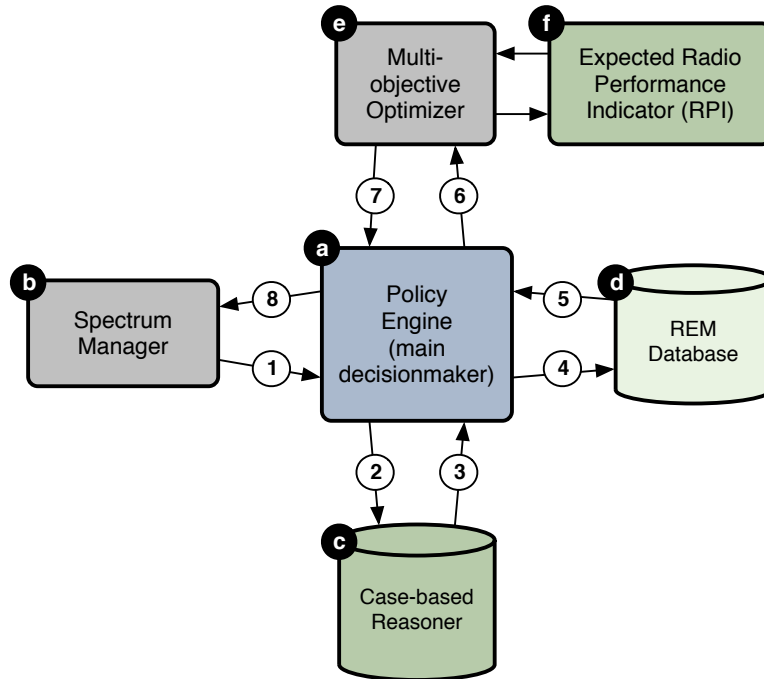 e
Multi-
objective
Optimizer
f
Expected Radio
Performance
Indicator (RPI)
7
6
a
Policy
Engine
(main
decisionmaker)
b
Spectrum
Manager
8
1
5
4
d
REM
Database
2
3
c
Case-based
Reasoner